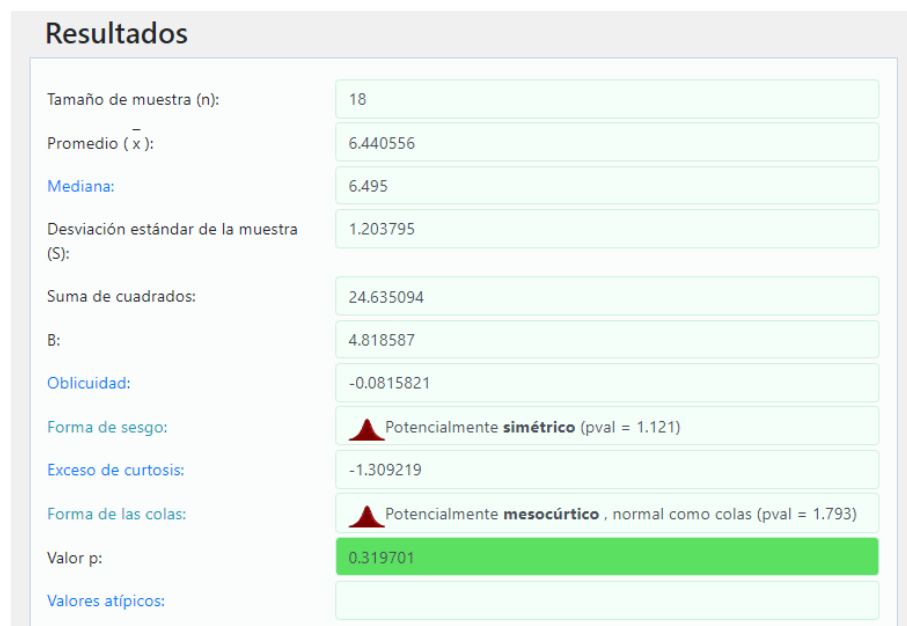 Resultados
Tamaño de muestra (n): 18
Promedio ( x̅ ): 6.440556
Mediana: 6.495
Desviación estándar de la muestra 1.203795
(S):
Suma de cuadrados: 24.635094
B: 4.818587
Oblicuidad: -0.0815821
Forma de sesgo: Potencialmente simétrico (pval = 1.121)
Exceso de curtosis: -1.309219
Forma de las colas: Potencialmente mesocúrtico , normal como colas (pval = 1.793)
Valor p: 0.319701
Valores atípicos: